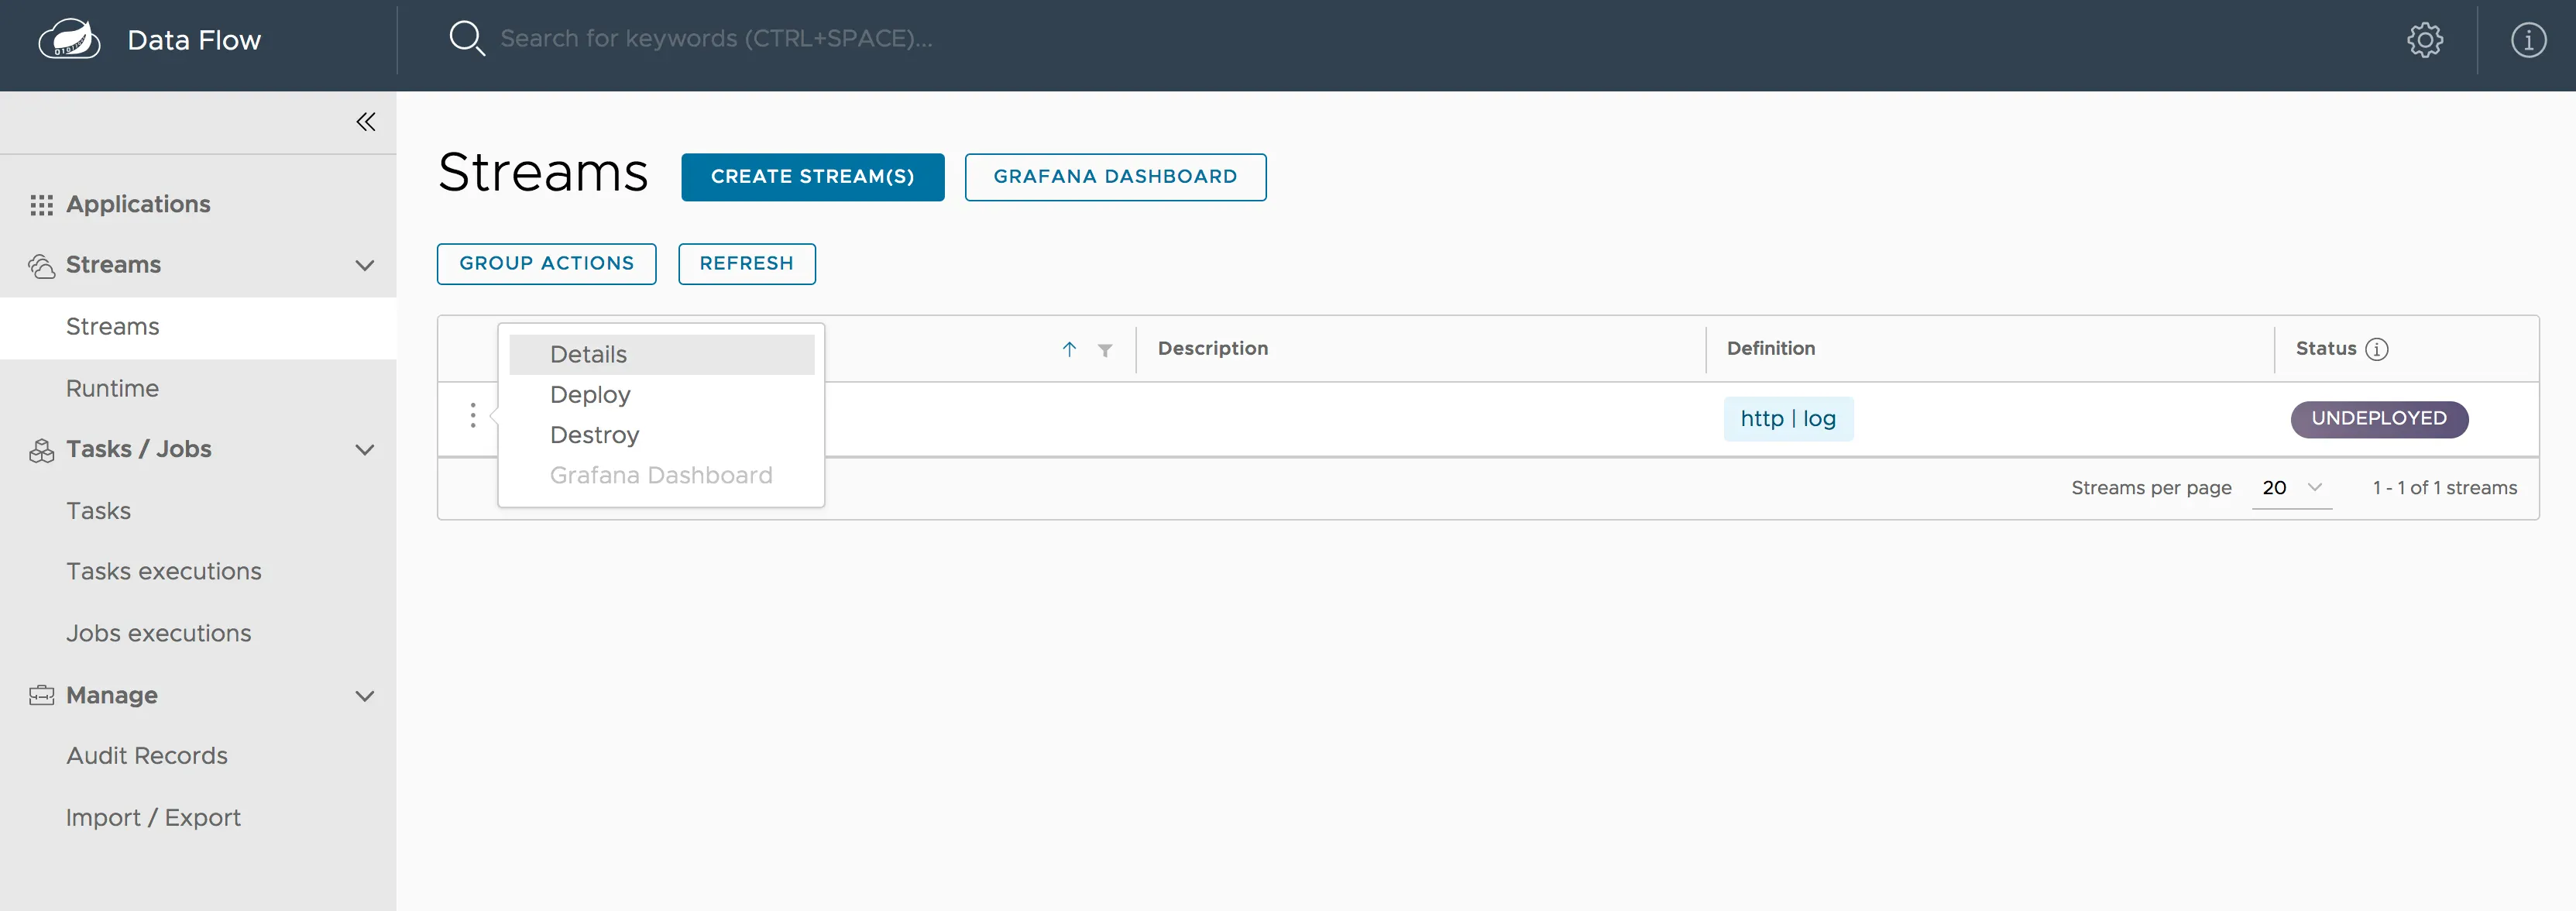 Data Flow
Search for keywords (CTRL+SPACE)...
Applications
Streams
Streams
Runtime
Tasks / Jobs
Tasks
Tasks executions
Jobs executions
Manage
Audit Records
Import / Export
Streams CREATE STREAM(S) GRAFANA DASHBOARD
GROUP ACTIONS REFRESH
Description Definition Status
Details
Deploy
Destroy
Grafana Dashboard
http | log UNDEPLOYED
Streams per page 20 1 - 1 of 1 streams